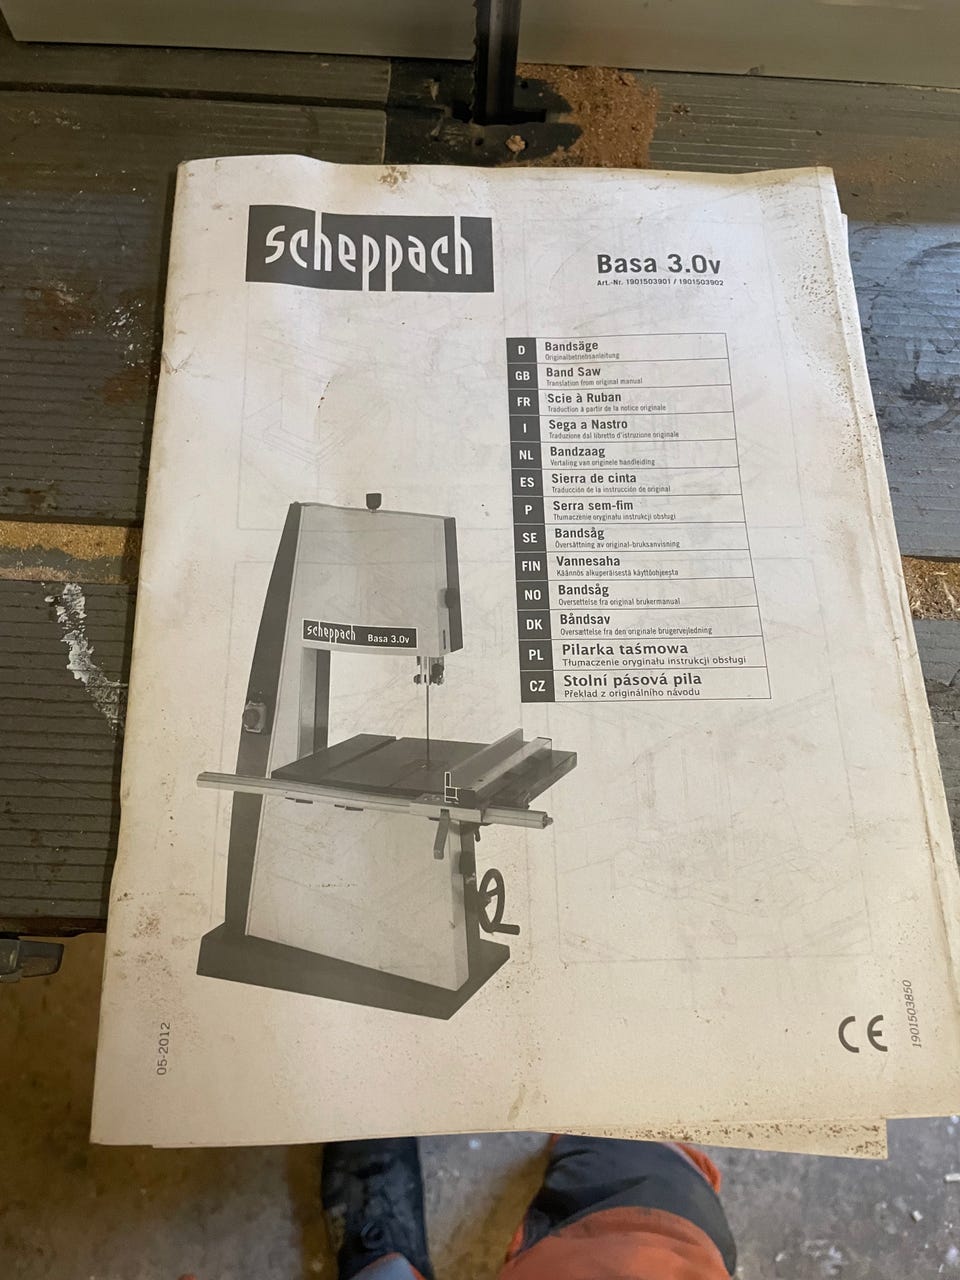 scheppach
Basa 3.0v
Art.-Nr. 1901503901 / 1901503902
D Bandsäge
Originalbetriebsanleitung
GB Band Saw
Translation from original manual
FR Scie à Ruban
Traduction à partir de la notice originale
I Sega a Nastro
Traduzione dal libretto d'istruzione originale
NL Bandzaag
Vertaling van originele handleiding
ES Sierra de cinta
Traducción de la instrucción de original
P Serra sem-fim
Tłumaczenie oryginału instrukcji obsługi
SE Bandsåg
Översättning av original-bruksanvisning
FIN Vannesaha
Käännös alkuperäisestä käyttöohjeesta
NO Bandsåg
Oversettelse fra original brukermanual
DK Båndsav
Oversættelse fra den originale brugervejledning
PL Pilarka taśmowa
Tłumaczenie oryginału instrukcji obsługi
CZ Stolní pásová pila
Překlad z originálního návodu
scheppach Basa 3.0v
05-2012
CE
1901503850